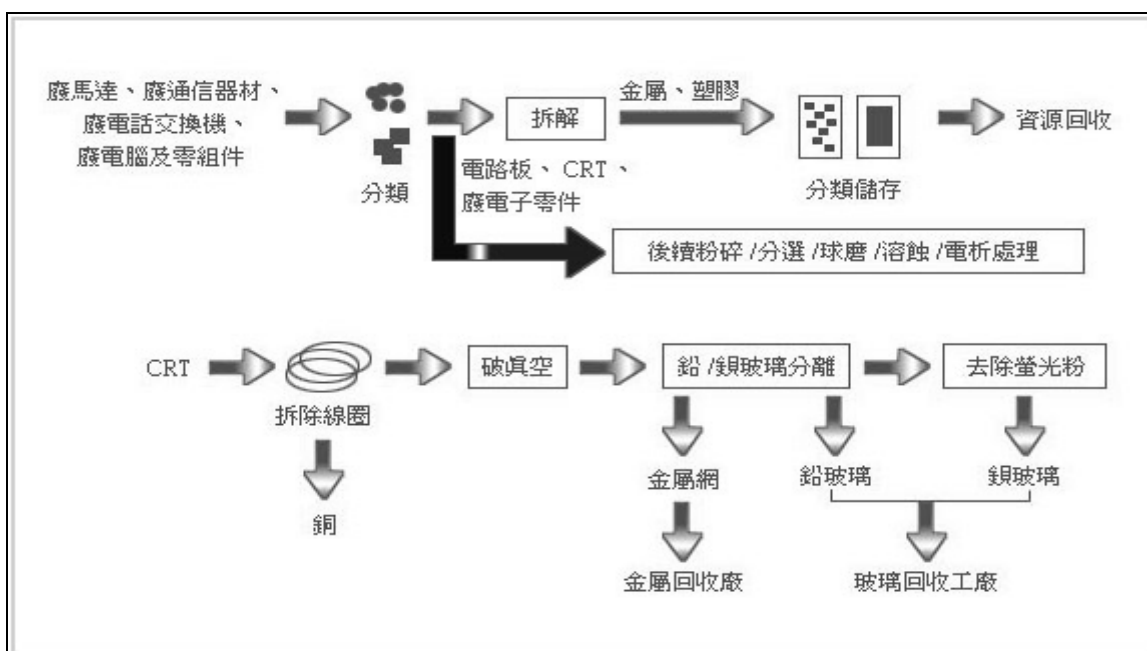 廢馬達、廢通信器材、
廢電話交換機、
廢電腦及零組件
分類
拆解
金屬、塑膠
分類儲存
資源回收
電路板、CRT、
廢電子零件
後續粉碎/分選/球磨/溶蝕/電析處理
CRT
拆除線圈
銅
破真空
鉛/鋇玻璃分離
去除螢光粉
金屬網
鉛玻璃
鋇玻璃
金屬回收廠
玻璃回收工廠